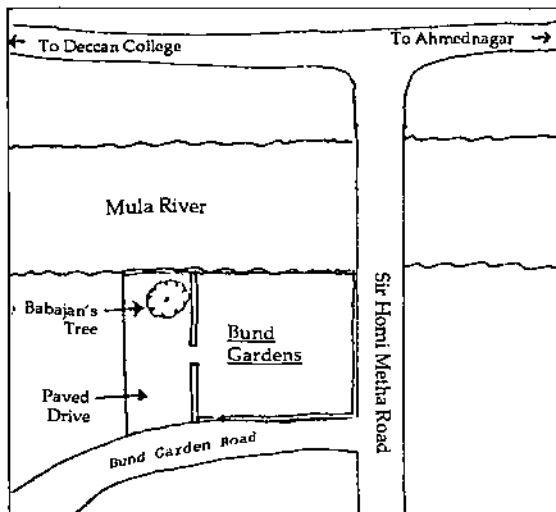 ← To Deccan College
To Ahmednagar →
Mula River
Babajan's
Tree
Bund
Gardens
Paved
Drive
Bund Garden Road
Sir Homi Metha Road